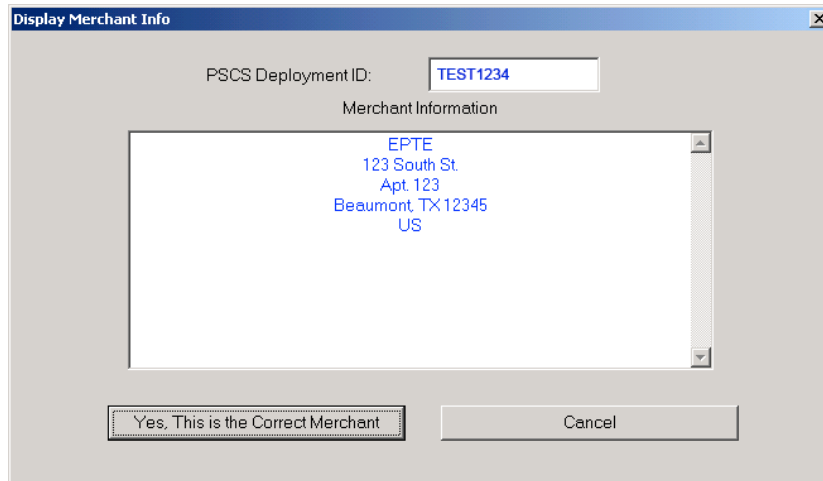 Display Merchant Info
PSCS Deployment ID: TEST1234
Merchant Information
EPTE
123 South St.
Apt. 123
Beaumont, TX 12345
US
Yes, This is the Correct Merchant Cancel